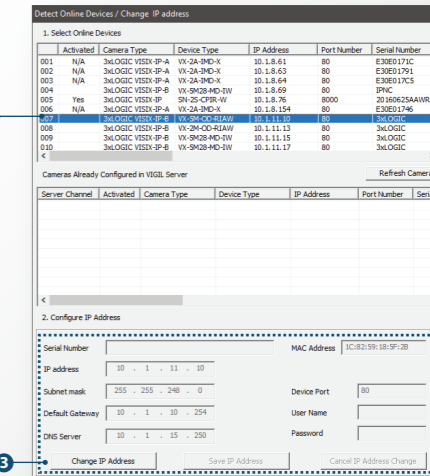 Detect Online Devices / Change IP address
1. Select Online Devices
Activated Camera Type Device Type IP Address Port Number Serial Number
001 N/A 3xLOGIC VISIX-IP-A VX-2A-IMD-X 10.1.8.61 80 E30E0171C
002 N/A 3xLOGIC VISIX-IP-A VX-2A-IMD-X 10.1.8.63 80 E30E01791
003 N/A 3xLOGIC VISIX-IP-A VX-2A-IMD-X 10.1.8.64 80 E30E017C5
004 3xLOGIC VISIX-IP-B VX-5M28-MD-IW 10.1.8.69 80 IPNC
005 Yes 3xLOGIC VISIX-IP SN-2S-CPIR-W 10.1.8.76 8000 20160625AAWR
006 N/A 3xLOGIC VISIX-IP-A VX-2A-IMD-X 10.1.8.94 80 E30E01746
007 3xLOGIC VISIX-IP-B VX-5M-OD-RIAW 10.1.11.10 80 3xLOGIC
008 3xLOGIC VISIX-IP-B VX-2M-OD-RIAW 10.1.11.13 80 3xLOGIC
009 3xLOGIC VISIX-IP-B VX-5M28-MD-IW 10.1.11.15 80 3xLOGIC
010 3xLOGIC VISIX-IP-B VX-5M28-MD-IW 10.1.11.17 80 3xLOGIC
Cameras Already Configured in VIGIL Server Refresh Camera
Server Channel Activated Camera Type Device Type IP Address Port Number Seri
2. Configure IP Address
Serial Number MAC Address 1C:82:59:18:5F:2B
IP address 10 . 1 . 11 . 10
Subnet mask 255 . 255 . 248 . 0 Device Port 80
Default Gateway 10 . 1 . 10 . 254 User Name
DNS Server 10 . 1 . 15 . 250 Password
3 Change IP Address Save IP Address Cancel IP Address Change